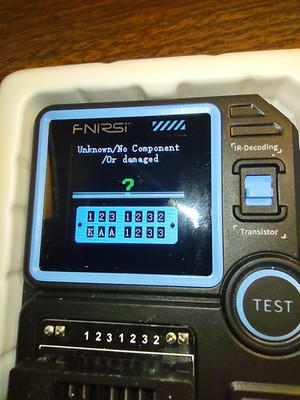 FNIRSI
Unknown/No Component
/Or damaged
?
123 1232
KAA 1233
IR-Decoding
Transistor
TEST
1231232